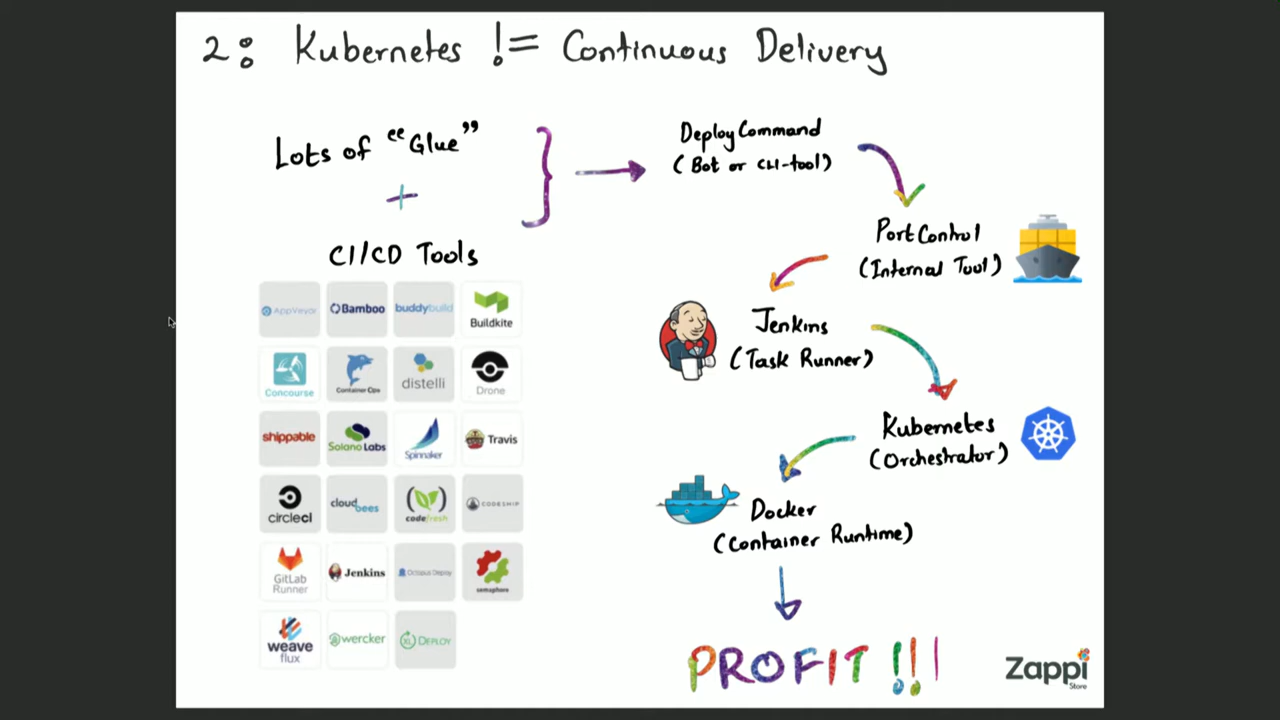 2: Kubernetes != Continuous Delivery
Lots of "Glue"
+
CI/CD Tools
AppVeyor
Bamboo
buddybuild
Buildkite
Concourse
Container Ops
distelli
Drone
shippable
Solano Labs
Spinnaker
Travis
circleci
cloudbees
codefresh
CODESHIP
GitLab
Runner
Jenkins
Octopus Deploy
semaphore
weave
flux
wercker
XL DEPLOY
Deploy Command
(Bot or CLI-tool)
Port Control
(Internal Tool)
Jenkins
(Task Runner)
Kubernetes
(Orchestrator)
Docker
(Container Runtime)
PROFIT !!!
Zappi
Store